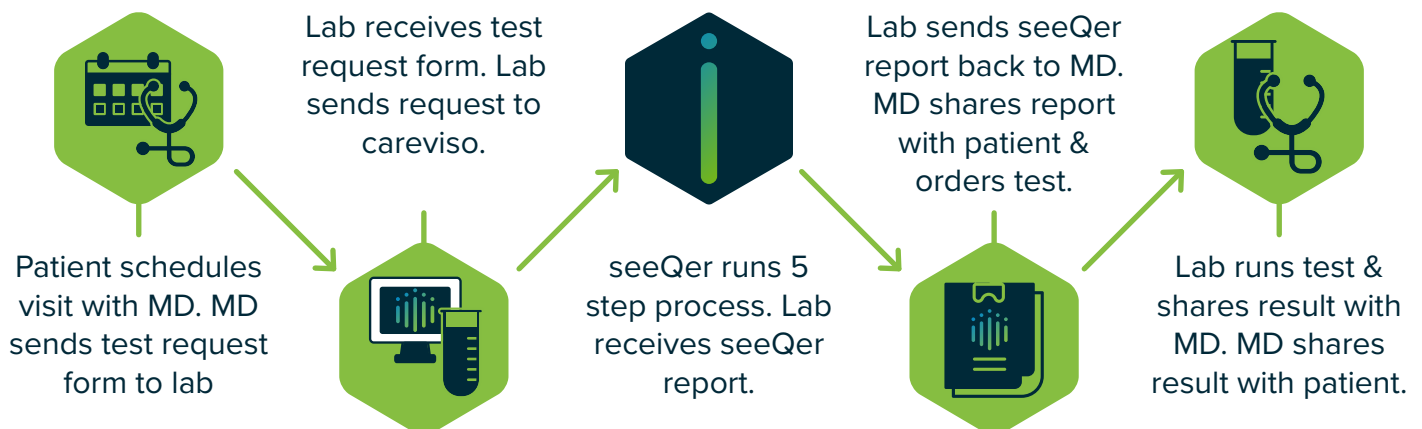 Patient schedules
visit with MD. MD
sends test request
form to lab
Lab receives test
request form. Lab
sends request to
careviso.
seeQer runs 5
step process. Lab
receives seeQer
report.
Lab sends seeQer
report back to MD.
MD shares report
with patient &
orders test.
Lab runs test &
shares result with
MD. MD shares
result with patient.